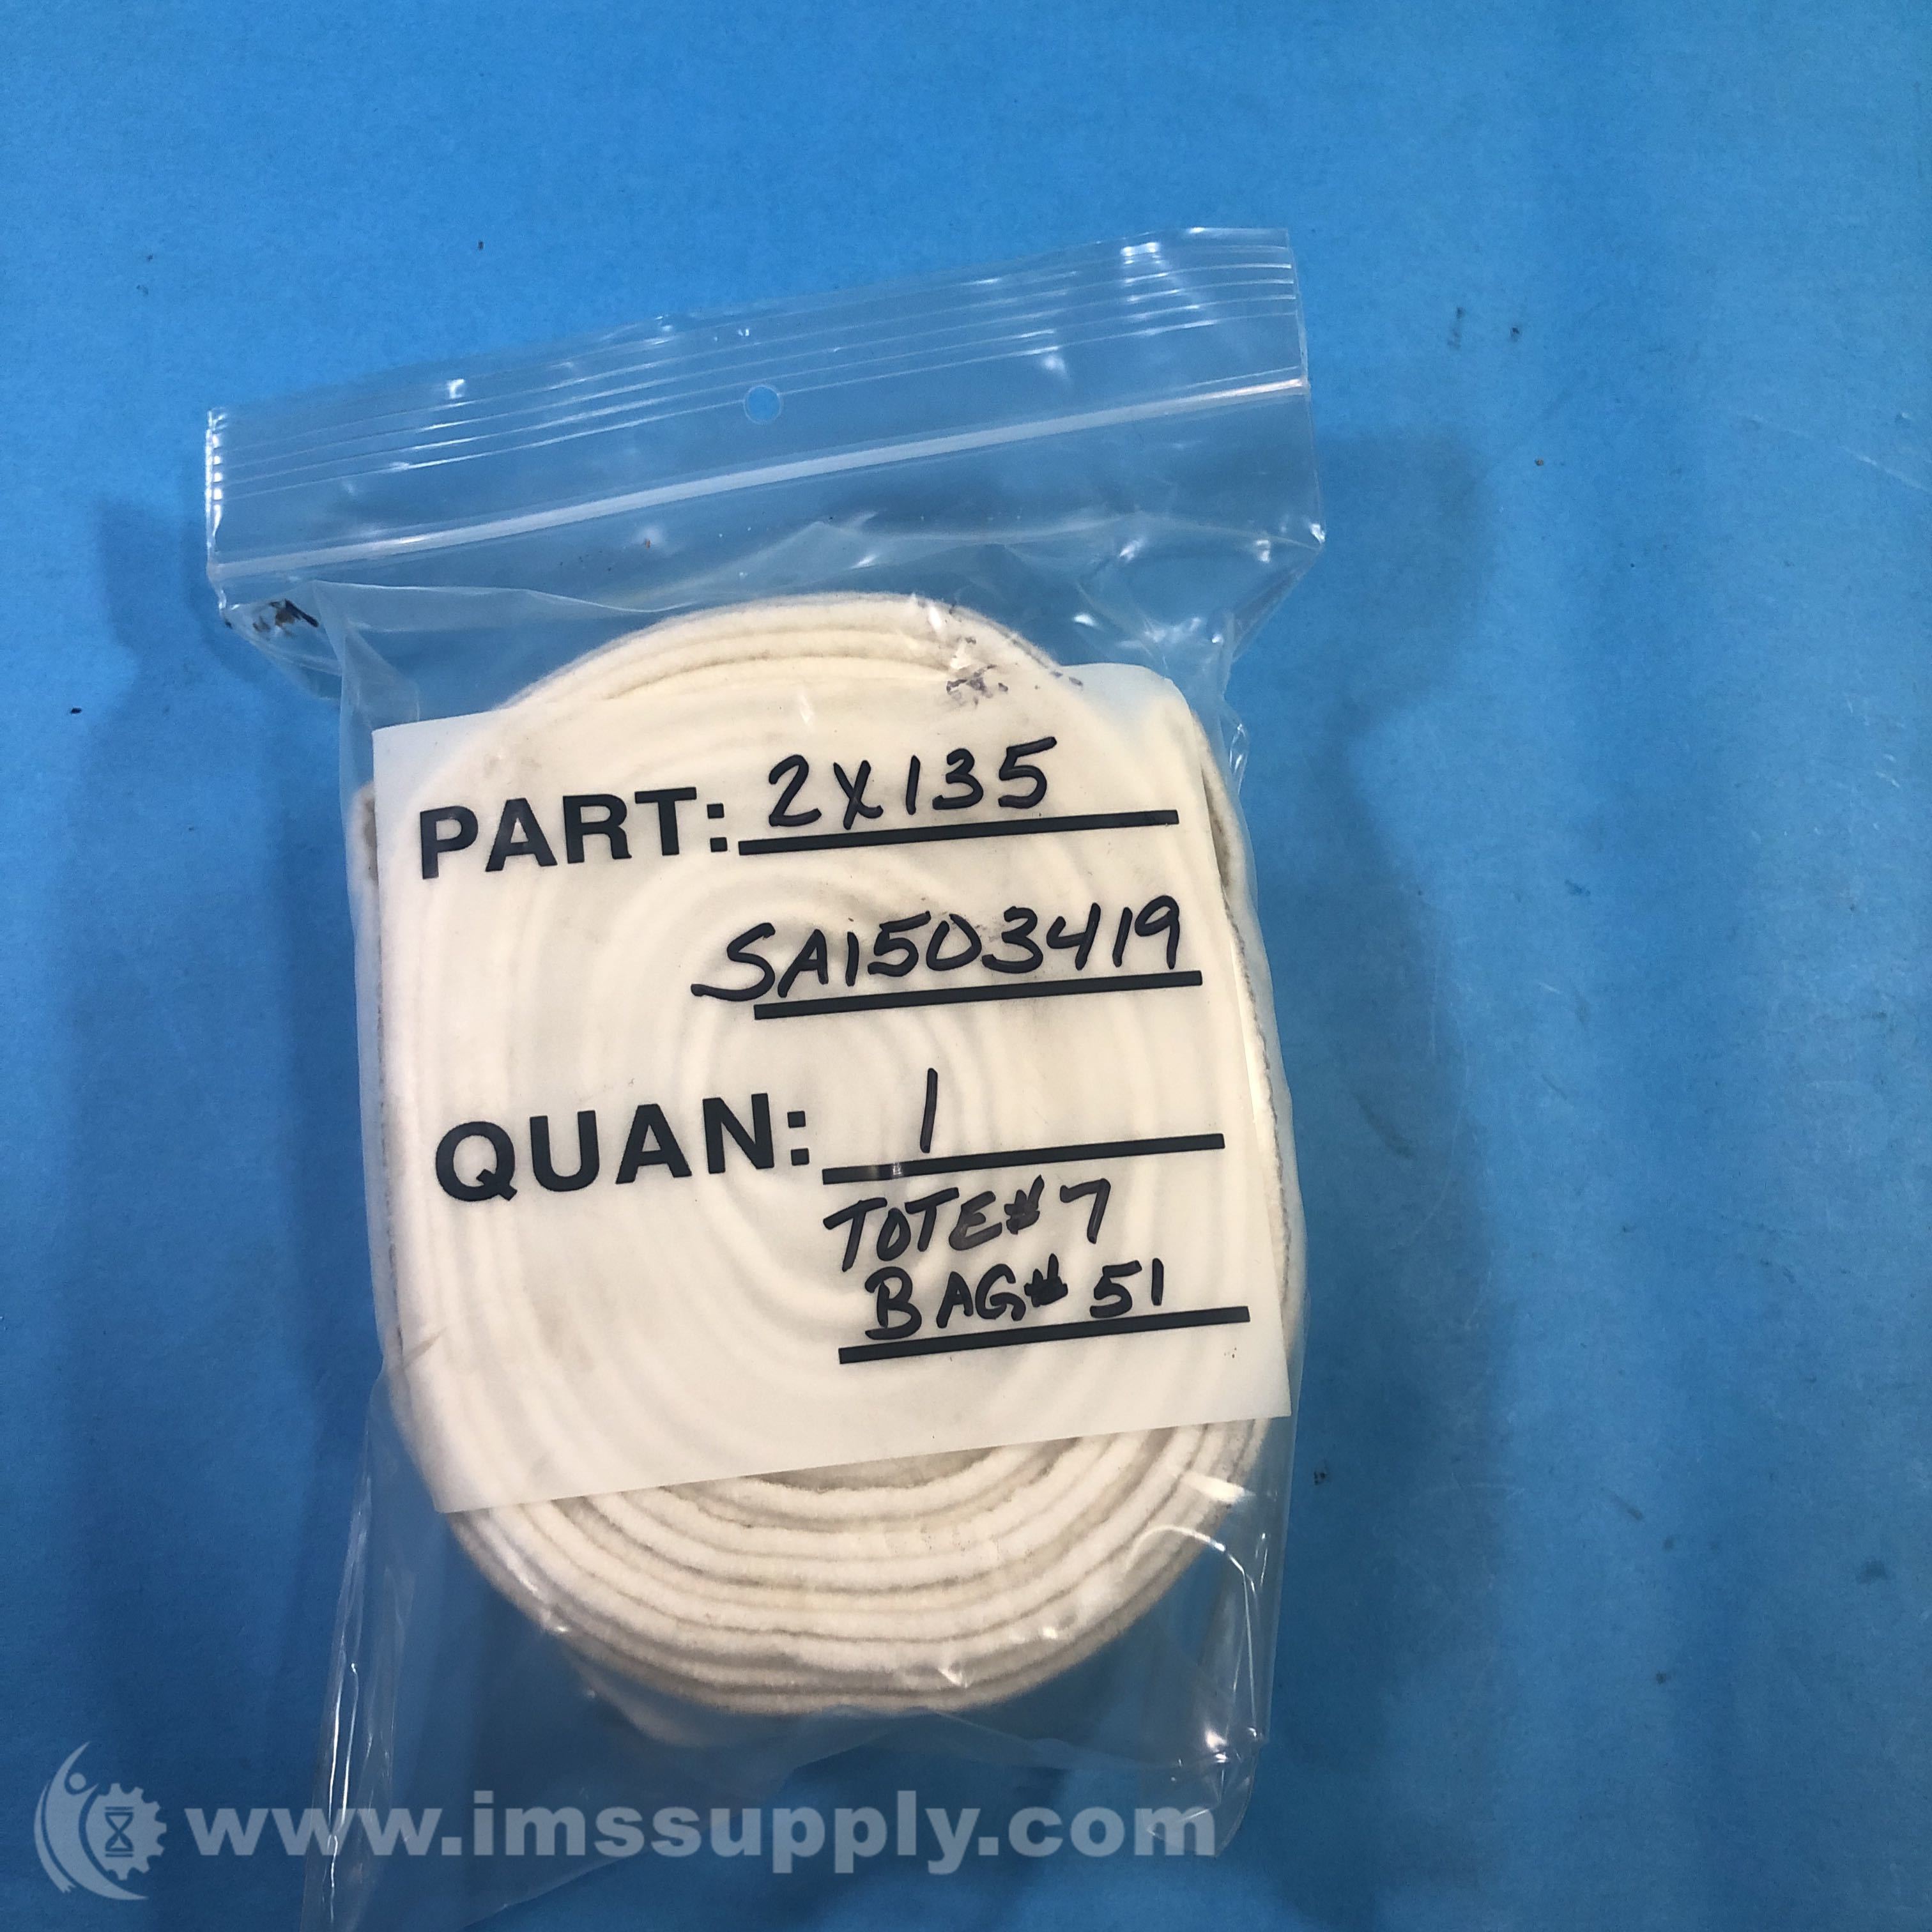 PART: 2X135
SA1503419
QUAN: 1
TOTE# 7
BAG# 51
www.imssupply.com